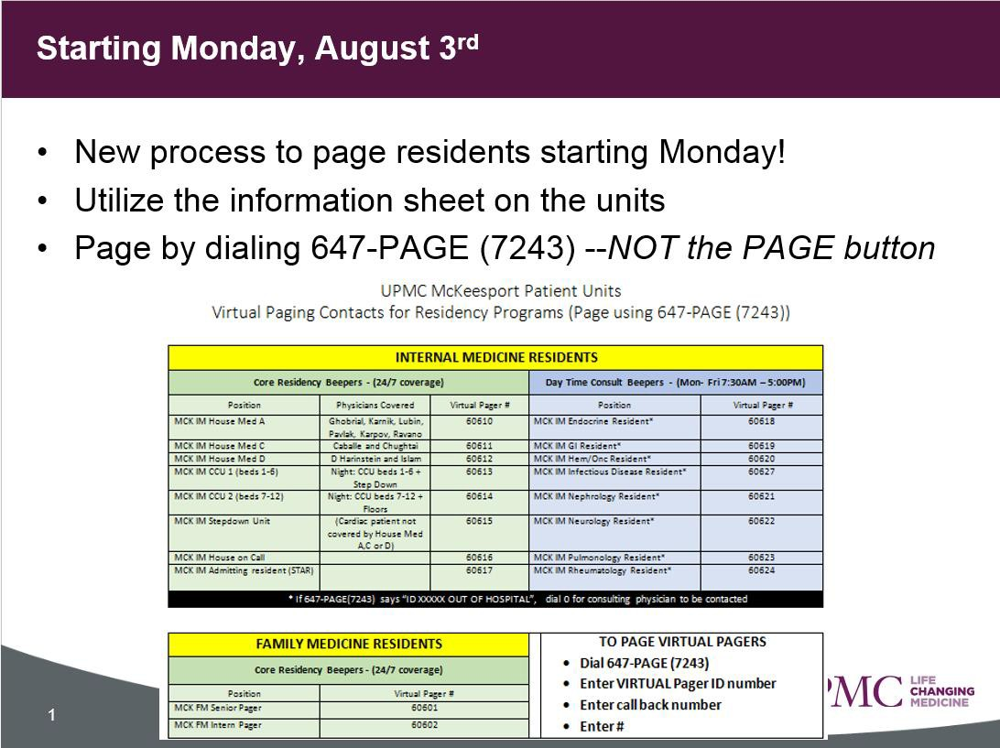 Starting Monday, August 3rd
• New process to page residents starting Monday!
• Utilize the information sheet on the units
• Page by dialing 647-PAGE (7243) --NOT the PAGE button
UPMC McKeesport Patient Units
Virtual Paging Contacts for Residency Programs (Page using 647-PAGE (7243))
INTERNAL MEDICINE RESIDENTS
Core Residency Beepers - (24/7 coverage)
Day Time Consult Beepers - (Mon- Fri 7:30AM – 5:00PM)
Position Physicians Covered Virtual Pager # Position Virtual Pager #
MCK IM House Med A Ghobrial, Karnik, Lubin, 60610 MCK IM Endocrine Resident* 60618
Pavlak, Karpov, Ravano
MCK IM House Med C Caballe and Chughtai 60611 MCK IM GI Resident* 60619
MCK IM House Med D D Harinstein and Islam 60612 MCK IM Hem/Onc Resident* 60620
MCK IM CCU 1 (beds 1-6) Night: CCU beds 1-6 + 60613 MCK IM Infectious Disease Resident* 60627
Step Down
MCK IM CCU 2 (beds 7-12) Night: CCU beds 7-12 + 60614 MCK IM Nephrology Resident* 60621
Floors
MCK IM Stepdown Unit (Cardiac patient not 60615 MCK IM Neurology Resident* 60622
covered by House Med
A,C or D)
MCK IM House on Call 60616 MCK IM Pulmonology Resident* 60623
MCK IM Admitting resident (STAR) 60617 MCK IM Rheumatology Resident* 60624
* If 647-PAGE(7243) says “ID XXXXX OUT OF HOSPITAL”, dial 0 for consulting physician to be contacted
FAMILY MEDICINE RESIDENTS
Core Residency Beepers - (24/7 coverage)
Position Virtual Pager #
MCK FM Senior Pager 60601
MCK FM Intern Pager 60602
TO PAGE VIRTUAL PAGERS
• Dial 647-PAGE (7243)
• Enter VIRTUAL Pager ID number
• Enter call back number
• Enter #
PMC
LIFE
CHANGING
MEDICINE
1